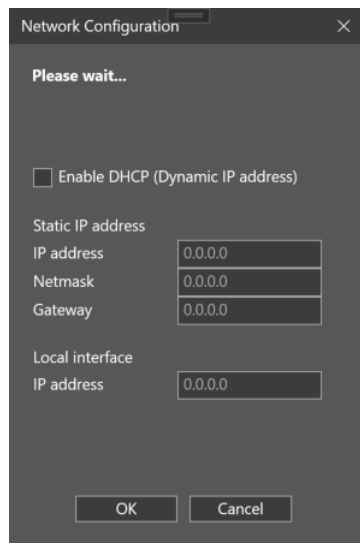 Network Configuration
Please wait...
Enable DHCP (Dynamic IP address)
Static IP address
IP address 0.0.0.0
Netmask 0.0.0.0
Gateway 0.0.0.0
Local interface
IP address 0.0.0.0
OK Cancel